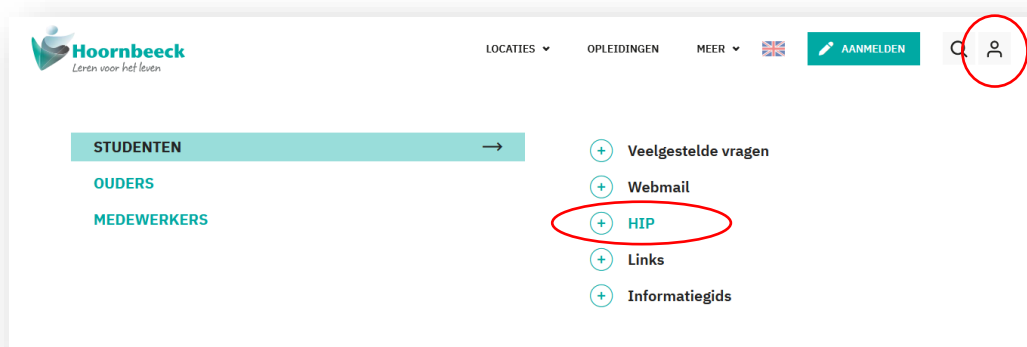 Hoornbeeck
Leren voor het leven
LOCATIES
OPLEIDINGEN
MEER
AANMELDEN
STUDENTEN
OUDERS
MEDEWERKERS
Veelgestelde vragen
Webmail
HIP
Links
Informatiegids